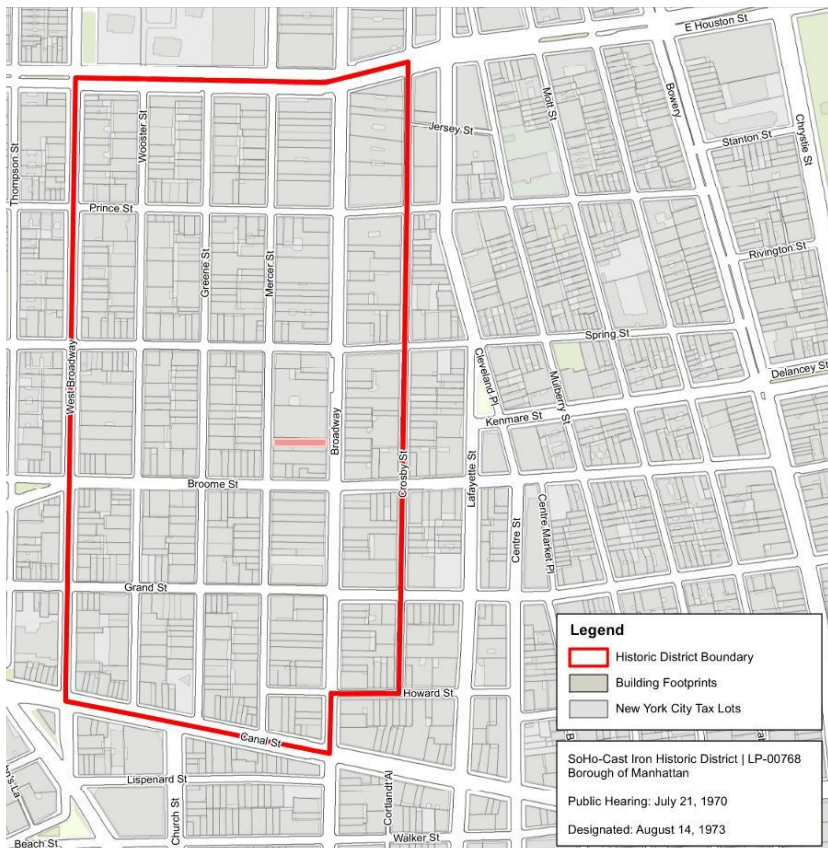 E Houston St
Bowery
Mott St
Chrystie St
Jersey St
Stanton St
Wooster St
Thompson St
Prince St
Greene St
Mercer St
Rivington St
Spring St
West Broadway
Broadway
Cleveland Pl
Mulberry St
Delancey St
Kenmare St
Crosby St
Lafayette St
Broome St
Centre St
Centre Market Pl
Grand St
Howard St
Canal St
Lispenard St
Church St
Cortlandt Al
Walker St
Beach St
Legend
Historic District Boundary
Building Footprints
New York City Tax Lots
SoHo-Cast Iron Historic District | LP-00768
Borough of Manhattan
Public Hearing: July 21, 1970
Designated: August 14, 1973